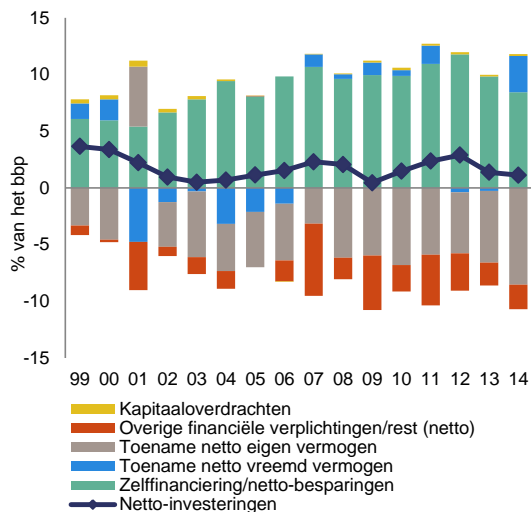 15
10
5
0
-5
-10
-15
% van het bbp
99 00 01 02 03 04 05 06 07 08 09 10 11 12 13 14
Kapitaaloverdrachten
Overige financiële verplichtingen/rest (netto)
Toename netto eigen vermogen
Toename netto vreemd vermogen
Zelffinanciering/netto-besparingen
Netto-investeringen